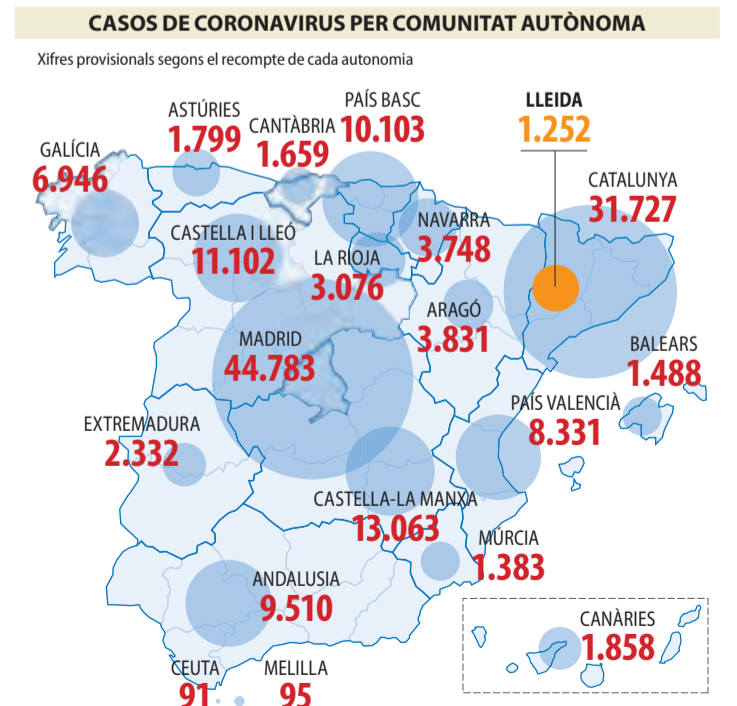 CASOS DE CORONAVIRUS PER COMUNITAT AUTÒNOMA
Xifres provisionals segons el recompte de cada autonomia
PAÍS BASC
10.103
LLEIDA
1.252
ASTÚRIES
1.799
CANTÀBRIA
1.659
GALÍCIA
6.946
CATALUNYA
31.727
NAVARRA
3.748
CASTELLA I LLEÓ
11.102
LA RIOJA
3.076
ARAGÓ
3.831
MADRID
44.783
BALEARS
1.488
PAÍS VALENCIÀ
8.331
EXTREMADURA
2.332
CASTELLA-LA MANXA
13.063
MÚRCIA
1.383
ANDALUSIA
9.510
CANÀRIES
1.858
CEUTA
91
MELILLA
95